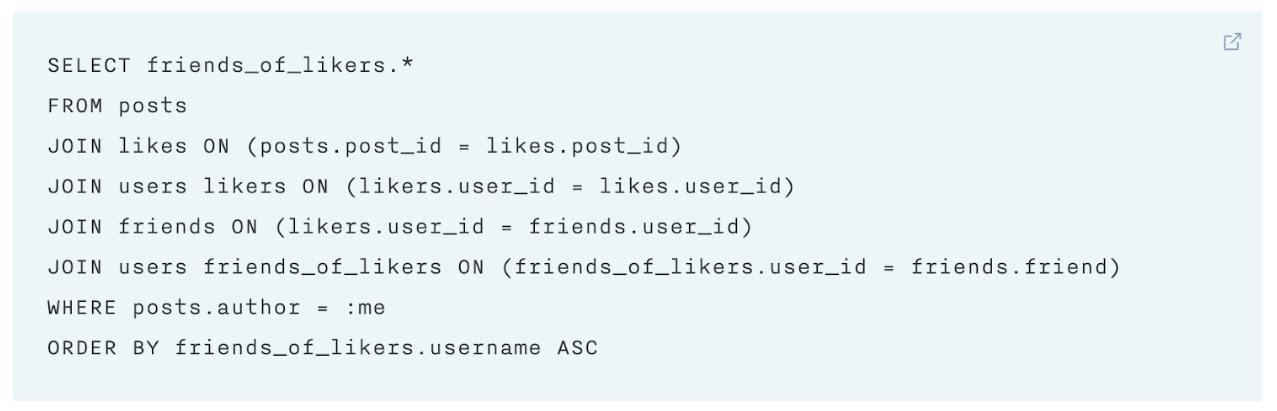 SELECT friends_of_likers.*
FROM posts
JOIN likes ON (posts.post_id = likes.post_id)
JOIN users likers ON (likers.user_id = likes.user_id)
JOIN friends ON (likers.user_id = friends.user_id)
JOIN users friends_of_likers ON (friends_of_likers.user_id = friends.friend)
WHERE posts.author = :me
ORDER BY friends_of_likers.username ASC